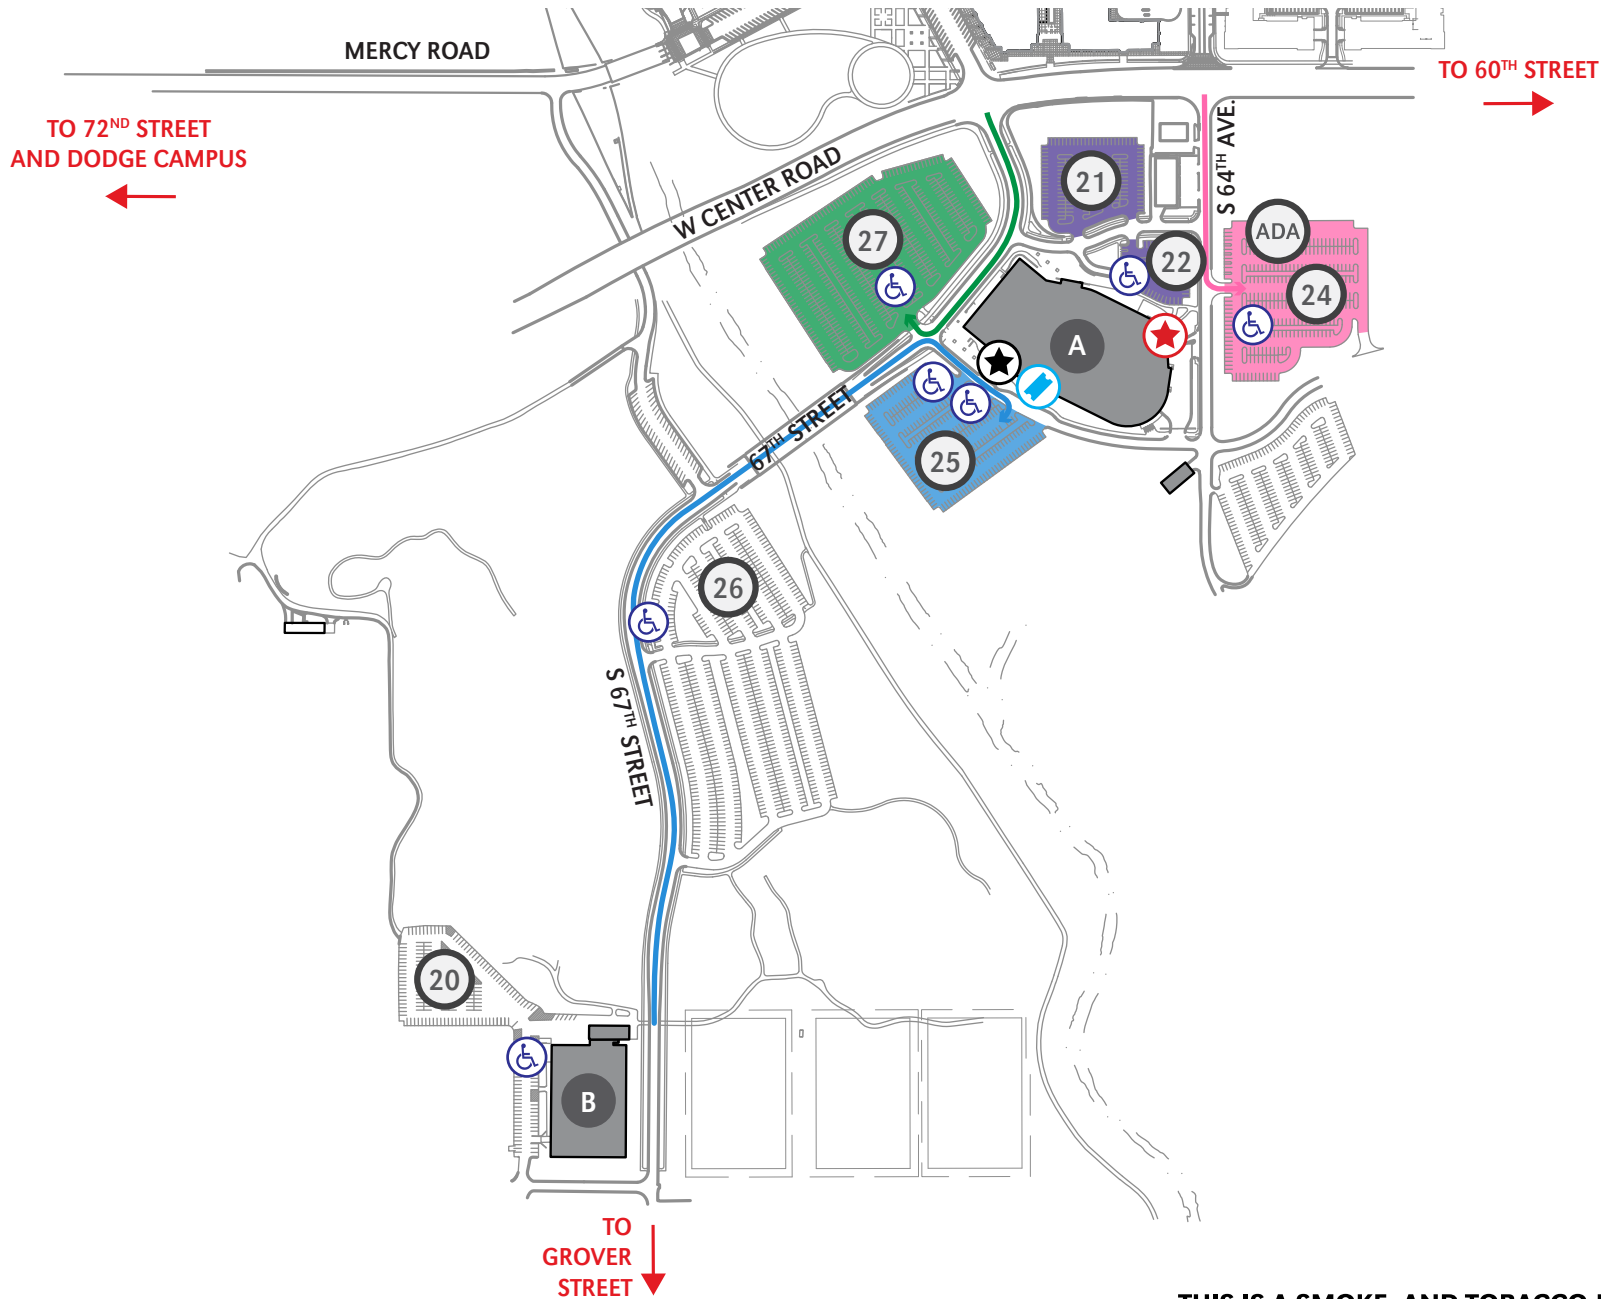 MERCY ROAD
TO 60TH STREET
TO 72ND STREET
AND DODGE CAMPUS
S 64TH AVE.
W CENTER ROAD
21
27
ADA
22
24
A
67TH STREET
25
26
S 67TH STREET
20
B
TO
GROVER
STREET